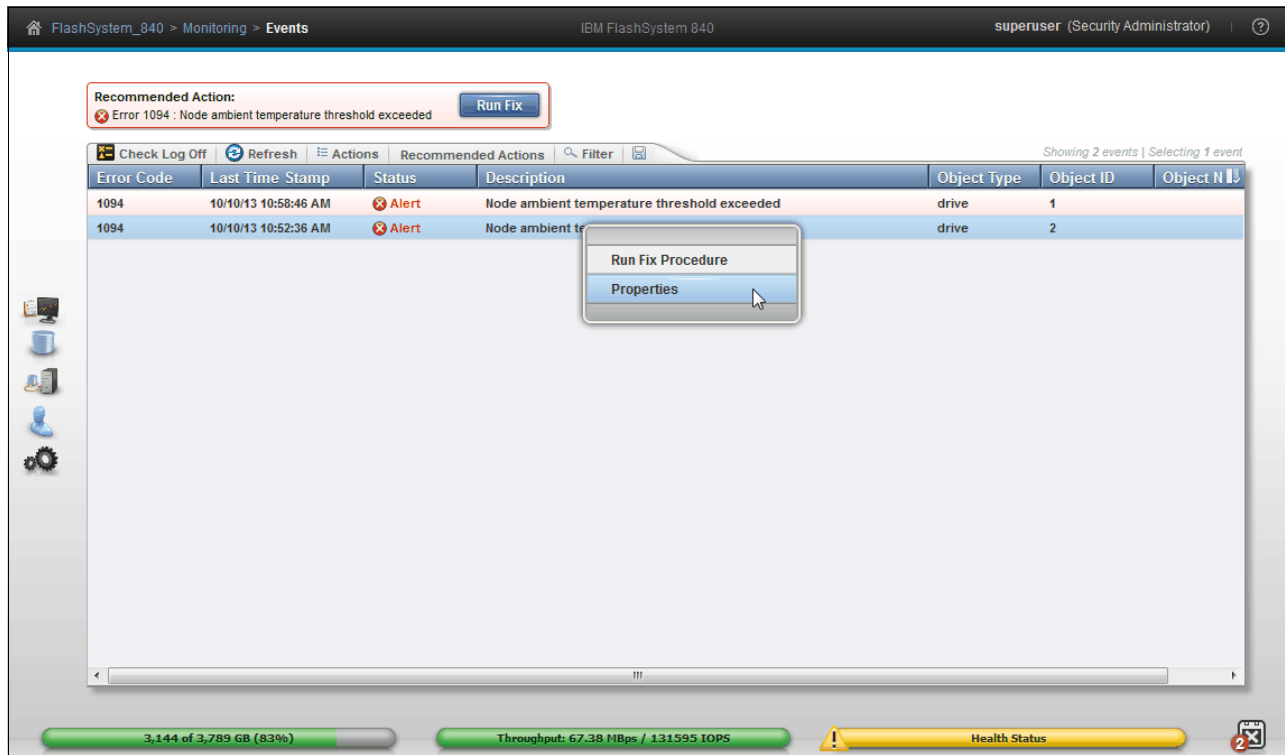 FlashSystem_840 > Monitoring > Events IBM FlashSystem 840 superuser (Security Administrator) | ?
Recommended Action:
Error 1094 : Node ambient temperature threshold exceeded
Run Fix
Check Log Off Refresh Actions Recommended Actions Filter Showing 2 events | Selecting 1 event
Error Code Last Time Stamp Status Description Object Type Object ID Object N
1094 10/10/13 10:58:46 AM Alert Node ambient temperature threshold exceeded drive 1
1094 10/10/13 10:52:36 AM Alert Node ambient drive 2
Run Fix Procedure
Properties
3,144 of 3,789 GB (83%) Throughput: 67.38 MBps / 131595 IOPS Health Status 2